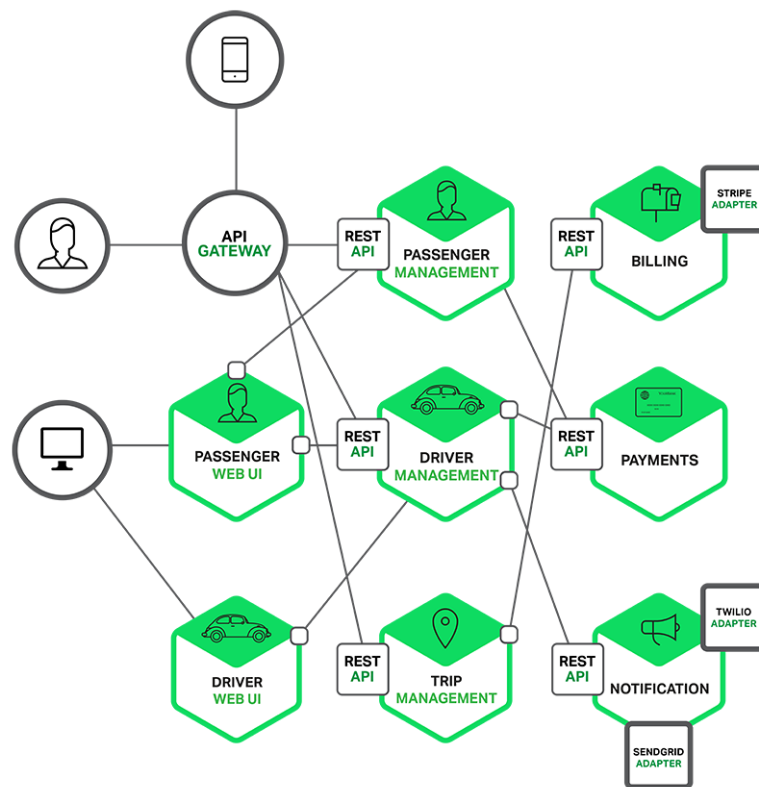 API
GATEWAY
REST
API
PASSENGER
MANAGEMENT
REST
API
BILLING
STRIPE
ADAPTER
PASSENGER
WEB UI
REST
API
DRIVER
MANAGEMENT
REST
API
PAYMENTS
DRIVER
WEB UI
REST
API
TRIP
MANAGEMENT
REST
API
NOTIFICATION
TWILIO
ADAPTER
SENDGRID
ADAPTER